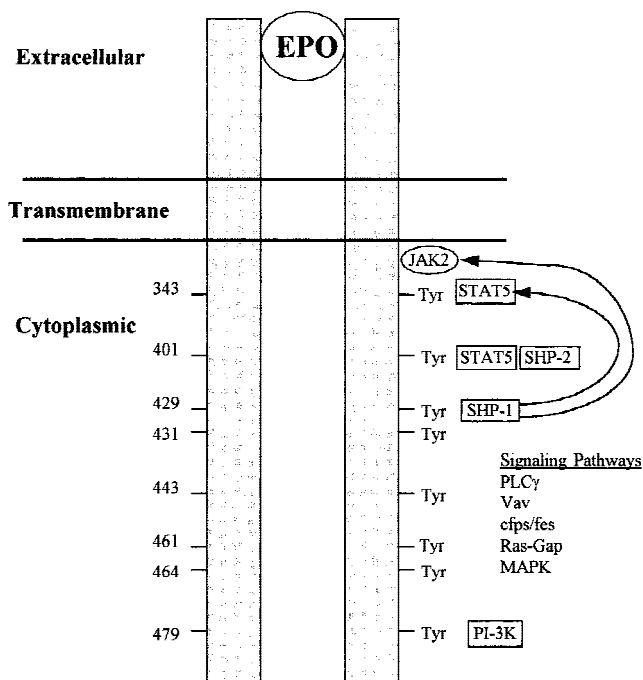 EPO
Extracellular
Transmembrane
JAK2
343 Tyr STAT5
Cytoplasmic
401 Tyr STAT5 SHP-2
429 Tyr SHP-1
431 Tyr
Signaling Pathways
PLCγ
443 Tyr Vav
cfps/fes
461 Tyr Ras-Gap
464 Tyr MAPK
479 Tyr PI-3K